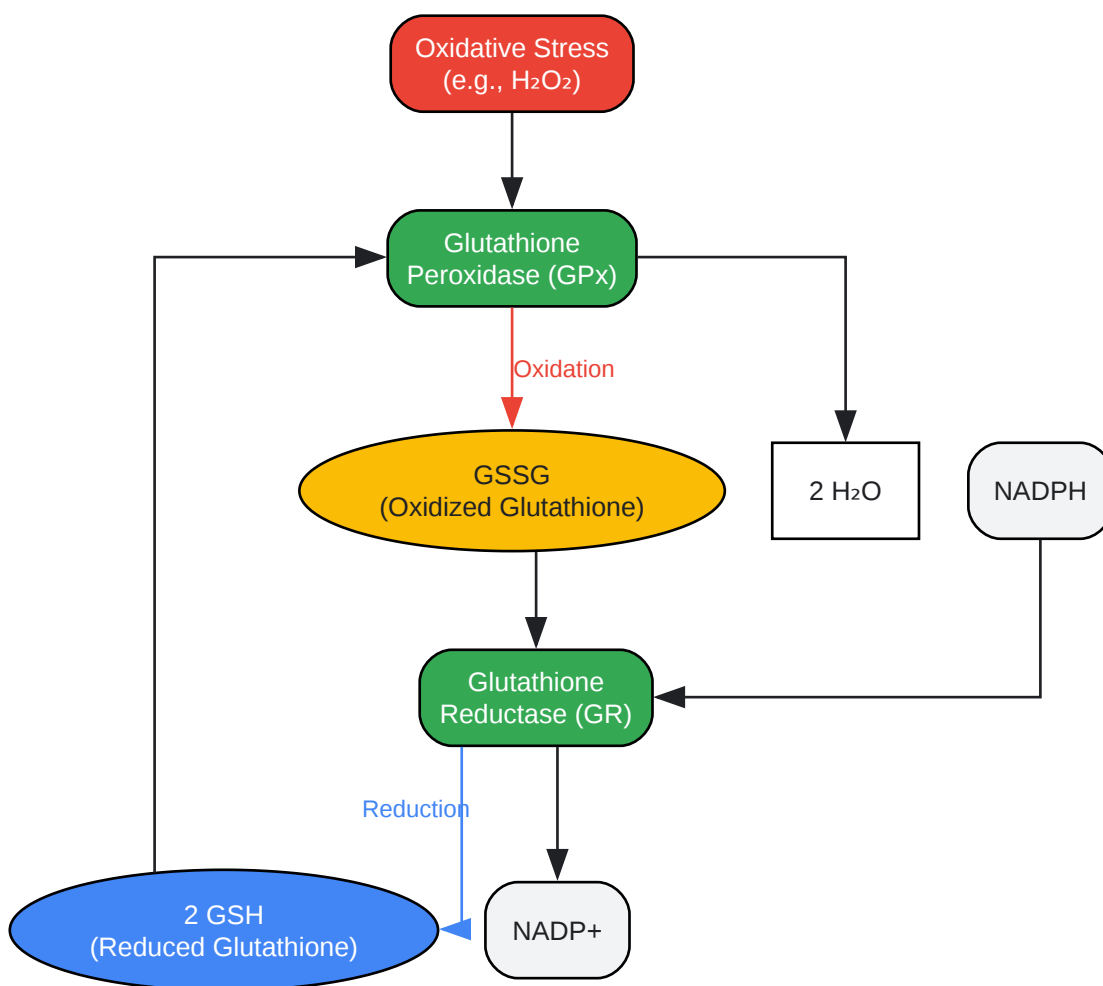 Oxidative Stress
(e.g., H₂O₂)
Glutathione
Peroxidase (GPx)
Oxidation
GSSG
(Oxidized Glutathione)
2 H₂O
NADPH
Glutathione
Reductase (GR)
Reduction
2 GSH
(Reduced Glutathione)
NADP+